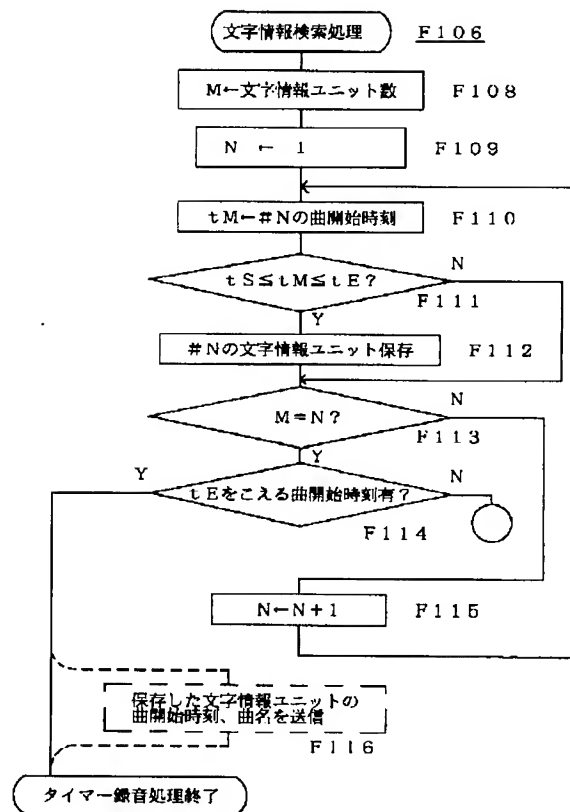 文字情報検索処理 F106
M←文字情報ユニット数 F108
N ← 1 F109
tM←#Nの曲開始時刻 F110
tS≦tM≦tE? N
F111
Y
#Nの文字情報ユニット保存 F112
N
M=N?
F113
Y
Y N
tEをこえる曲開始時刻有?
F114
N←N+1 F115
保存した文字情報ユニットの
曲開始時刻、曲名を送信
F116
タイマー録音処理終了